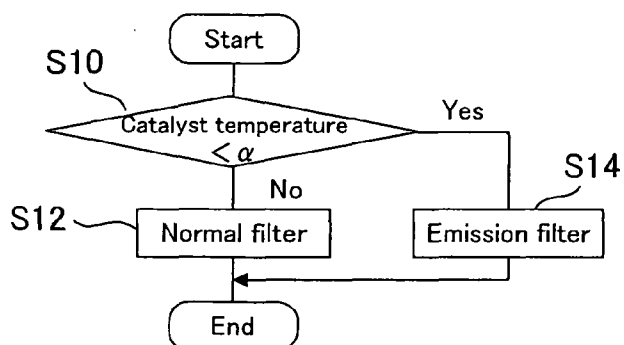 Start
S10
Catalyst temperature
< α
Yes
No
S12
Normal filter
S14
Emission filter
End